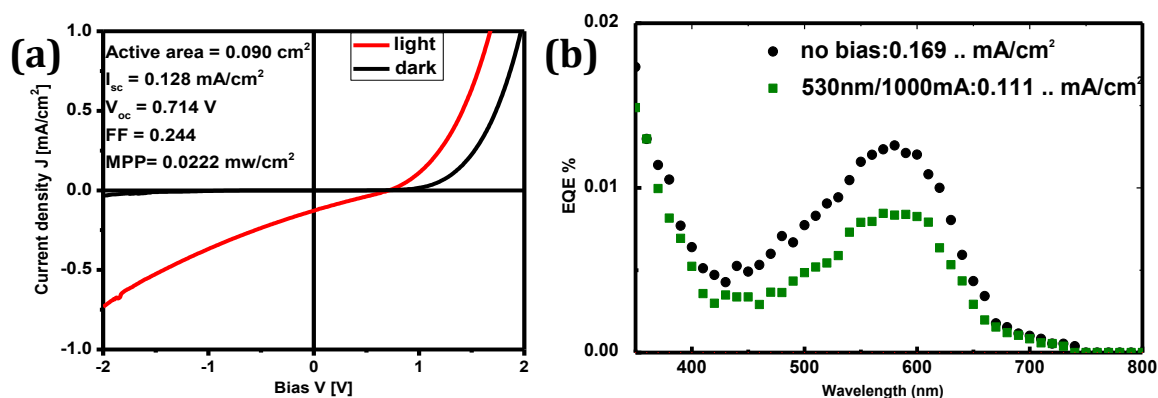 (a)
Active area = 0.090 cm²
I_sc = 0.128 mA/cm²
V_oc = 0.714 V
FF = 0.244
MPP= 0.0222 mw/cm²
light
dark
Current density J [mA/cm²]
1.0
0.5
0.0
-0.5
-1.0
-2
-1
0
1
2
Bias V [V]
(b)
no bias:0.169 .. mA/cm²
530nm/1000mA:0.111 .. mA/cm²
EQE %
0.02
0.01
0.00
400
500
600
700
800
Wavelength (nm)